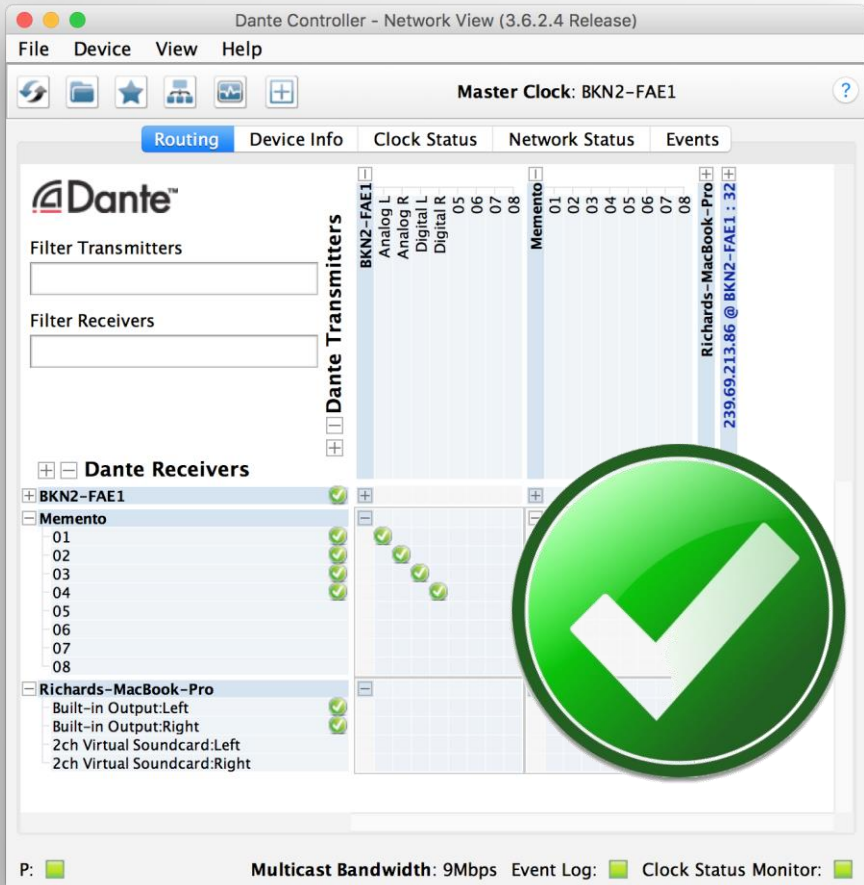 Dante Controller - Network View (3.6.2.4 Release)
File Device View Help
Master Clock: BKN2-FAE1
?
Routing Device Info Clock Status Network Status Events
Dante™
Filter Transmitters
Filter Receivers
Dante Transmitters
BKN2-FAE1
Analog L
Analog R
Digital L
Digital R
05
06
07
08
Memento
01
02
03
04
05
06
07
08
Richards-MacBook-Pro
239.69.213.86 @ BKN2-FAE1 : 32
Dante Receivers
BKN2-FAE1
Memento
01
02
03
04
05
06
07
08
Richards-MacBook-Pro
Built-in Output:Left
Built-in Output:Right
2ch Virtual Soundcard:Left
2ch Virtual Soundcard:Right
P: Multicast Bandwidth: 9Mbps Event Log: Clock Status Monitor: